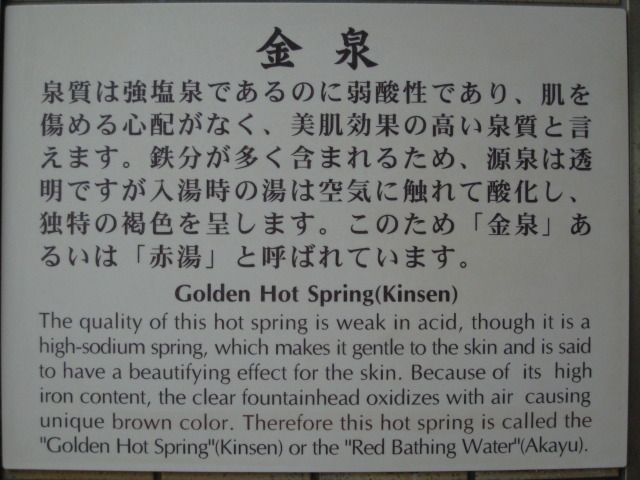 金泉
泉質は強塩泉であるのに弱酸性であり、肌を
傷める心配がなく、美肌効果の高い泉質と言
えます。鉄分が多く含まれるため、源泉は透
明ですが入湯時の湯は空気に触れて酸化し、
独特の褐色を呈します。このため「金泉」あ
るいは「赤湯」と呼ばれています。
Golden Hot Spring(Kinsen)
The quality of this hot spring is weak in acid, though it is a
high-sodium spring, which makes it gentle to the skin and is said
to have a beautifying effect for the skin. Because of its high
iron content, the clear fountainhead oxidizes with air causing
unique brown color. Therefore this hot spring is called the
"Golden Hot Spring"(Kinsen) or the "Red Bathing Water"(Akayu).